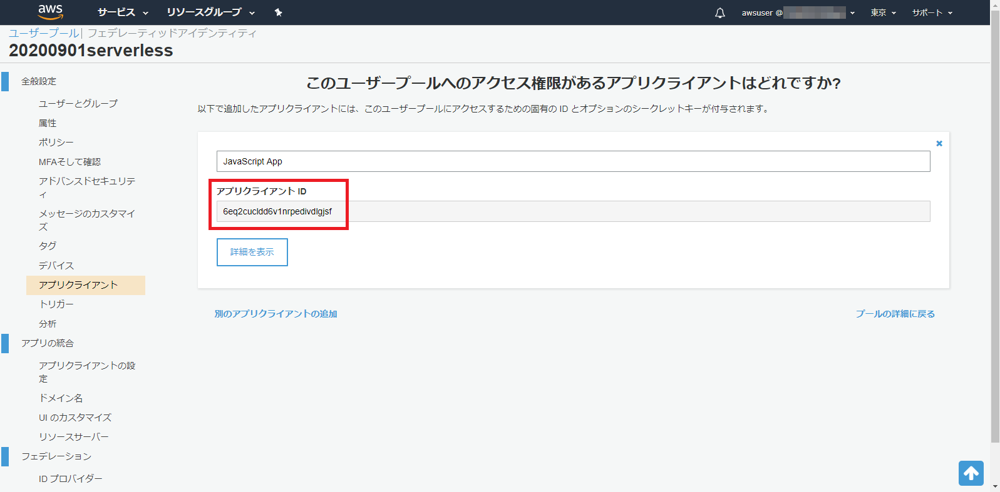 aws サービス リソースグループ awsuser @ 東京 サポート
ユーザープール | フェデレーティッドアイデンティティ
20200901serverless
全般設定
ユーザーとグループ
属性
ポリシー
MFAそして確認
アドバンスドセキュリテ
ィ
メッセージのカスタマイ
ズ
タグ
デバイス
アプリクライアント
トリガー
分析
アプリの統合
アプリクライアントの設
定
ドメイン名
UI のカスタマイズ
リソースサーバー
フェデレーション
ID プロバイダー
このユーザープールへのアクセス権限があるアプリクライアントはどれですか?
以下で追加したアプリクライアントには、このユーザープールにアクセスするための固有の ID とオプションのシークレットキーが付与されます。
JavaScript App
アプリクライアント ID
6eq2cucldd6v1nrpedivdlgjsf
詳細を表示
別のアプリクライアントの追加
プールの詳細に戻る